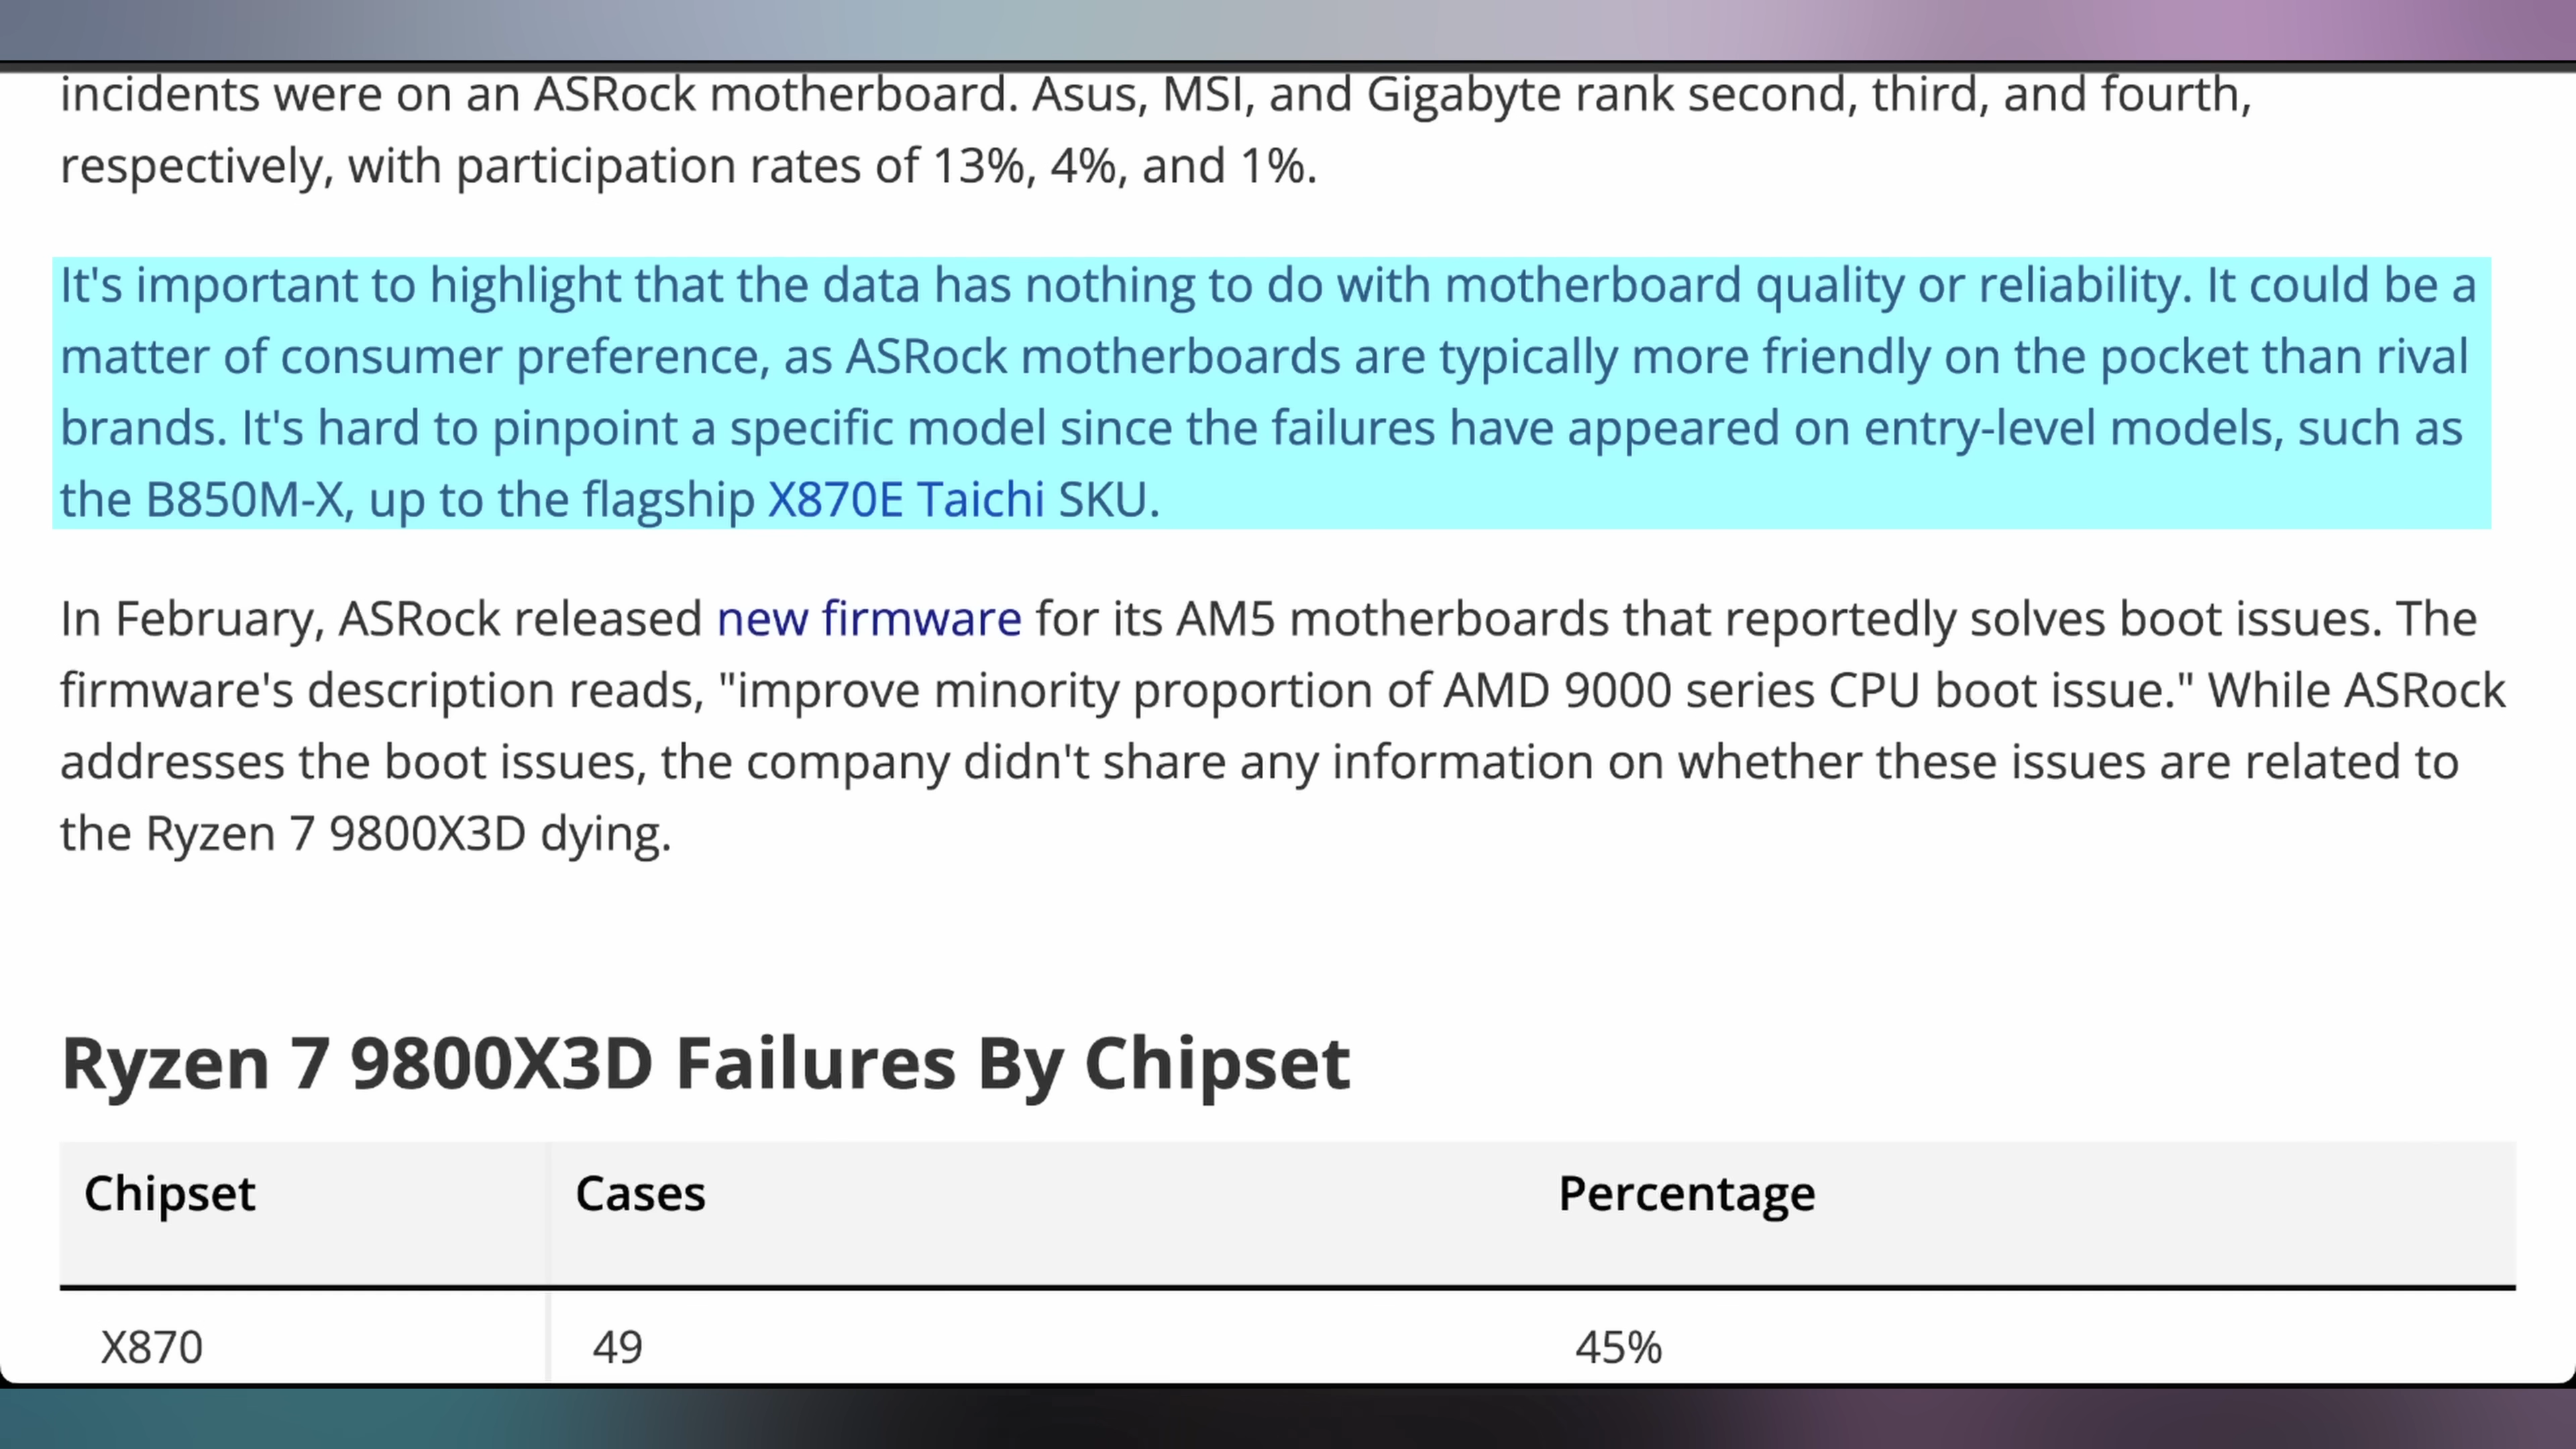 incidents were on an ASRock motherboard. Asus, MSI, and Gigabyte rank second, third, and fourth,
respectively, with participation rates of 13%, 4%, and 1%.
It's important to highlight that the data has nothing to do with motherboard quality or reliability. It could be a
matter of consumer preference, as ASRock motherboards are typically more friendly on the pocket than rival
brands. It's hard to pinpoint a specific model since the failures have appeared on entry-level models, such as
the B850M-X, up to the flagship X870E Taichi SKU.
In February, ASRock released new firmware for its AM5 motherboards that reportedly solves boot issues. The
firmware's description reads, "improve minority proportion of AMD 9000 series CPU boot issue." While ASRock
addresses the boot issues, the company didn't share any information on whether these issues are related to
the Ryzen 7 9800X3D dying.
Ryzen 7 9800X3D Failures By Chipset
Chipset Cases Percentage
X870 49 45%